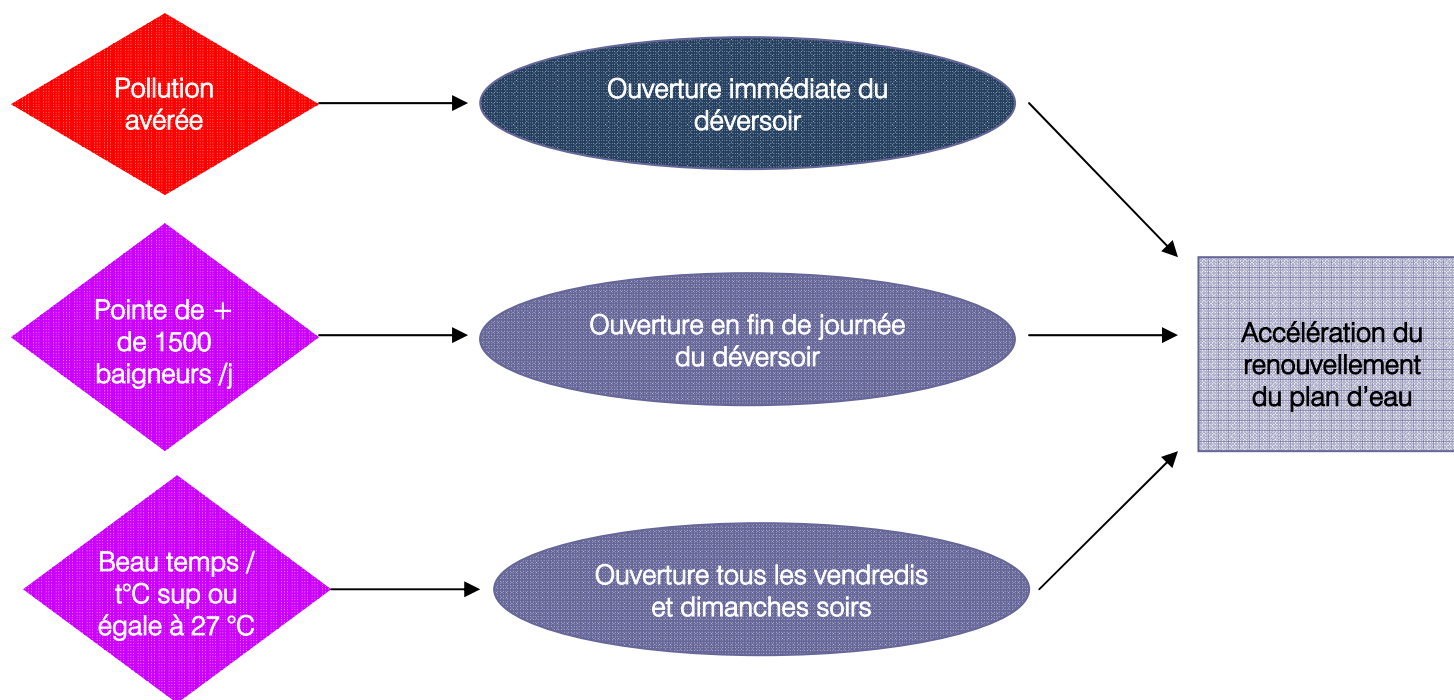 Pollution
avérée
Ouverture immédiate du
déversoir
Pointe de +
de 1500
baigneurs /j
Ouverture en fin de journée
du déversoir
Accélération du
renouvellement
du plan d'eau
Beau temps /
t°C sup ou
égale à 27 °C
Ouverture tous les vendredis
et dimanches soirs